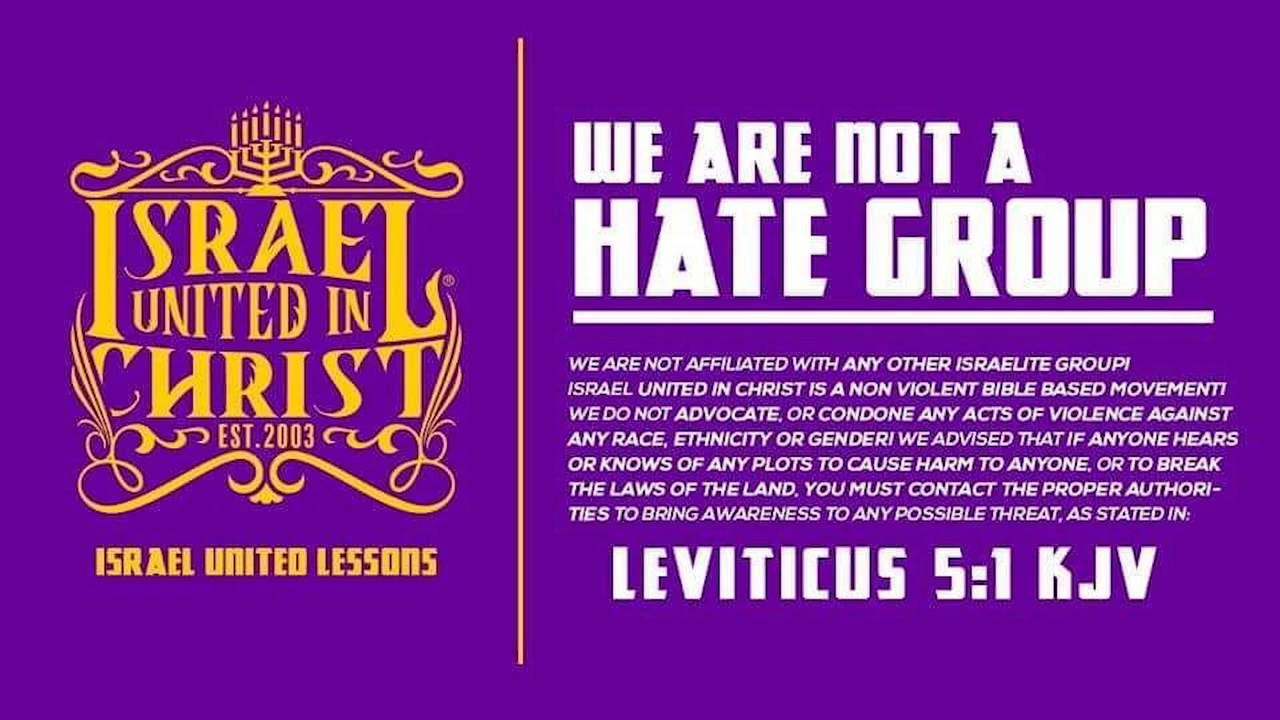 ISRAEL
UNITED IN
CHRIST®
EST. 2003
ISRAEL UNITED LESSONS
WE ARE NOT A
HATE GROUP
WE ARE NOT AFFILIATED WITH ANY OTHER ISRAELITE GROUP!
ISRAEL UNITED IN CHRIST IS A NON VIOLENT BIBLE BASED MOVEMENT!
WE DO NOT ADVOCATE, OR CONDONE ANY ACTS OF VIOLENCE AGAINST
ANY RACE, ETHNICITY OR GENDER! WE ADVISED THAT IF ANYONE HEARS
OR KNOWS OF ANY PLOTS TO CAUSE HARM TO ANYONE, OR TO BREAK
THE LAWS OF THE LAND, YOU MUST CONTACT THE PROPER AUTHORI-
TIES TO BRING AWARENESS TO ANY POSSIBLE THREAT, AS STATED IN:
LEVITICUS 5:1 KJV